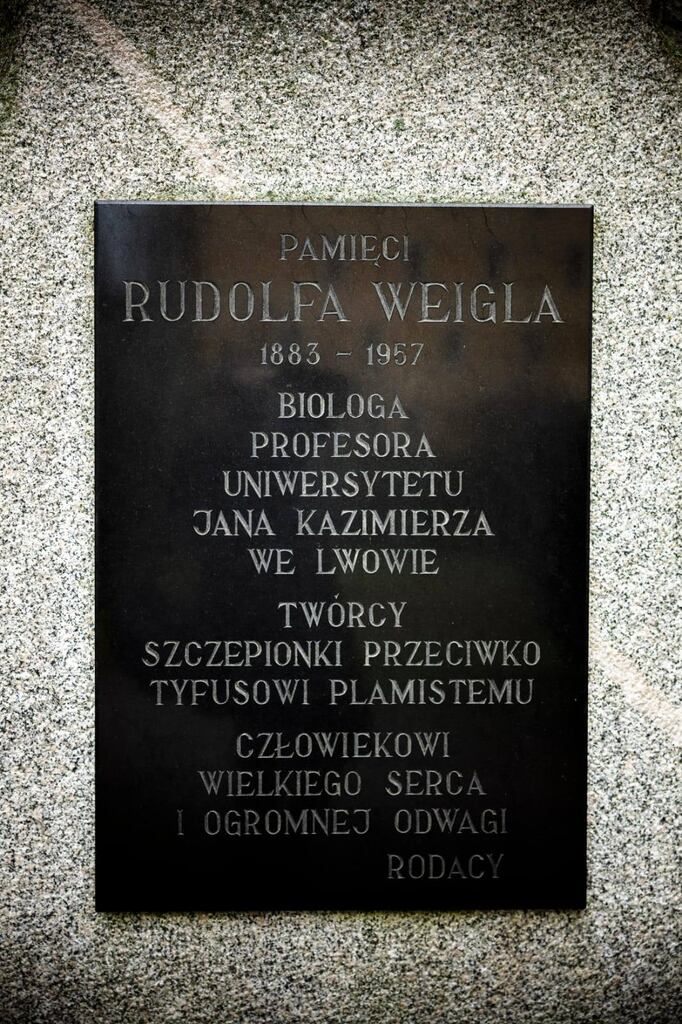 PAMIĘCI
RUDOLFA WEIGLA
1883 – 1957
BIOLOGA
PROFESORA
UNIWERSYTETU
JANA KAZIMIERZA
WE LWOWIE
TWÓRCY
SZCZEPIONKI PRZECIWKO
TYFUSOWI PLAMISTEMU
CZŁOWIEKOWI
WIELKIEGO SERCA
I OGROMNEJ ODWAGI
RODACY